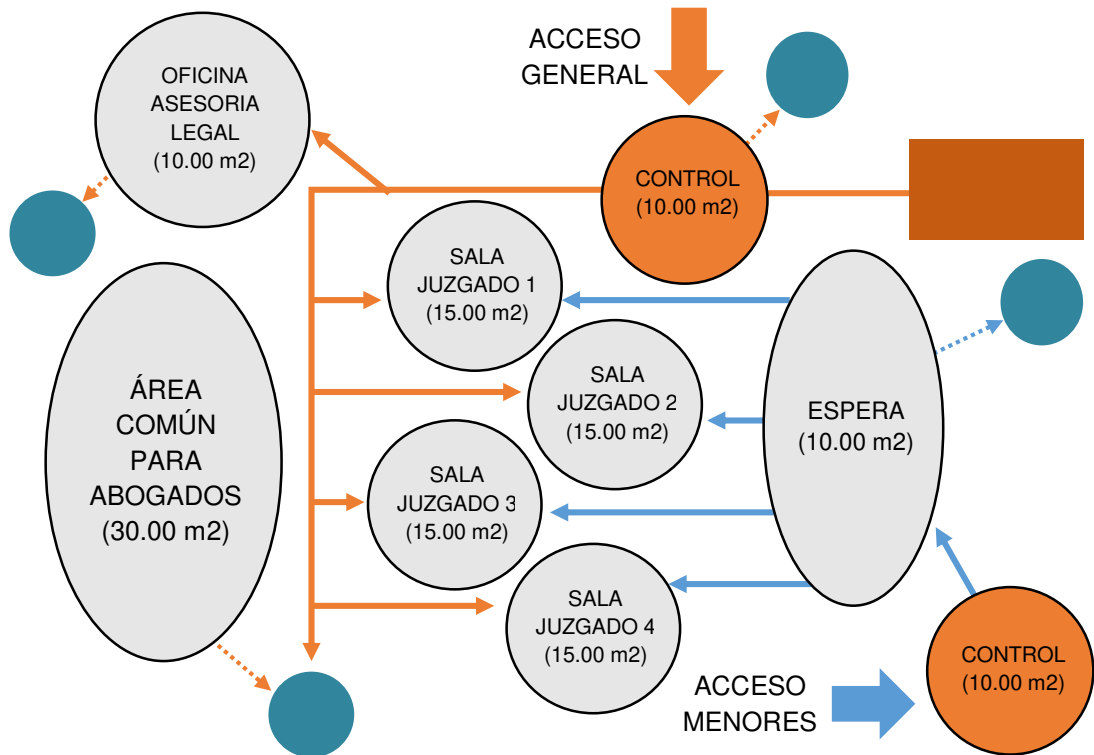 ACCESO
GENERAL
OFICINA
ASESORIA
LEGAL
(10.00 m2)
CONTROL
(10.00 m2)
SALA
JUZGADO 1
(15.00 m2)
SALA
JUZGADO 2
(15.00 m2)
ESPERA
(10.00 m2)
ÁREA
COMÚN
PARA
ABOGADOS
(30.00 m2)
SALA
JUZGADO 3
(15.00 m2)
SALA
JUZGADO 4
(15.00 m2)
CONTROL
(10.00 m2)
ACCESO
MENORES